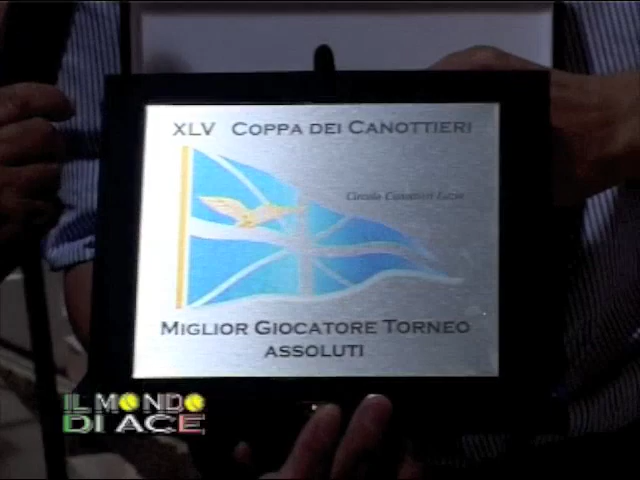 XLV COPPA DEI CANOTTIERI
Circolo Canottieri Lazio
MIGLIOR GIOCATORE TORNEO
ASSOLUTI
IL MONDO
DI ACE